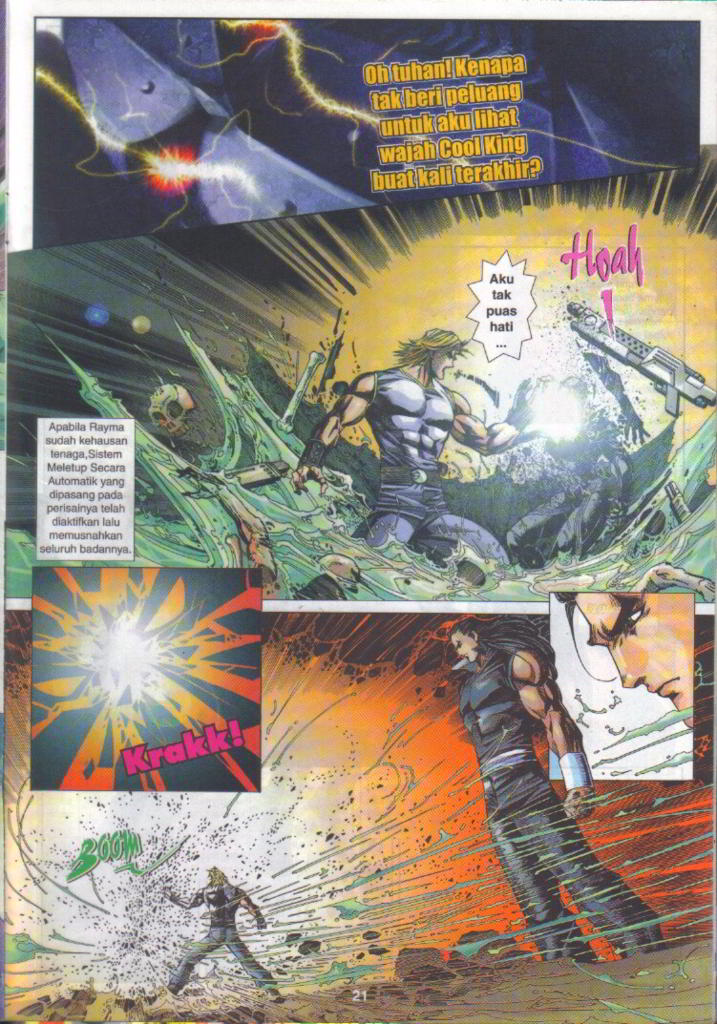 Oh tuhan! Kenapa
tak beri peluang
untuk aku lihat
wajah Cool King
buat kali terakhir?
Hoah
!
Aku
tak
puas
hati
...
Apabila Rayma
sudah kehausan
tenaga,Sistem
Meletup Secara
Automatik yang
dipasang pada
perisainya telah
diaktifkan lalu
memusnahkan
seluruh badannya.
Krakk!
BOOM
21